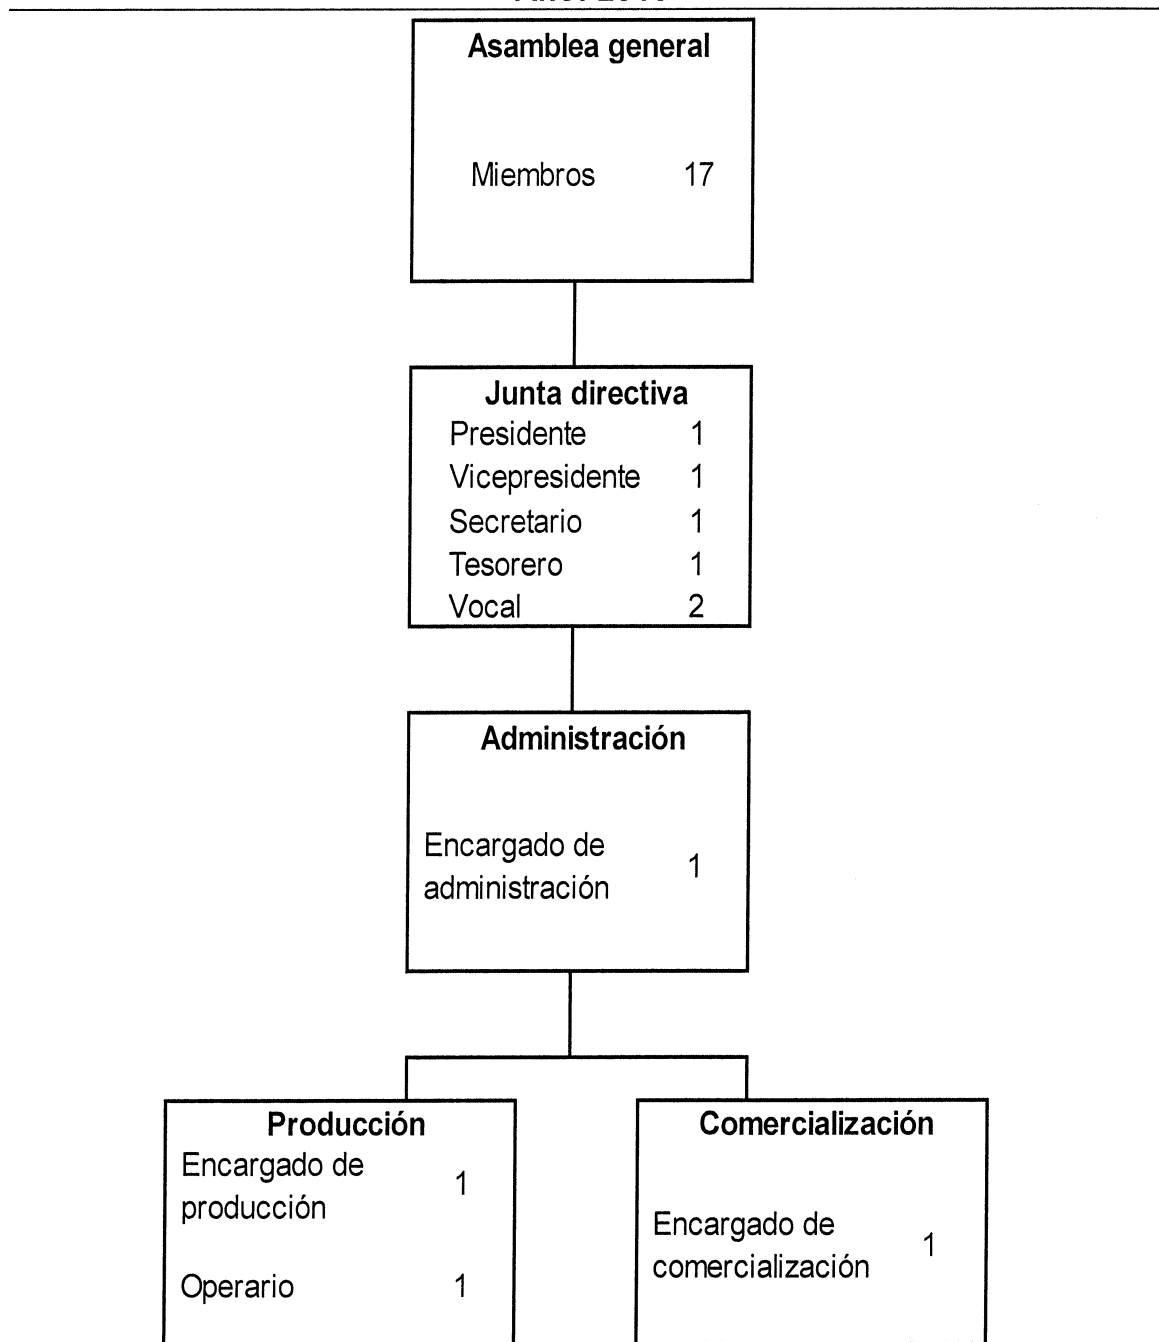 Asamblea general
Miembros 17
Junta directiva
Presidente 1
Vicepresidente 1
Secretario 1
Tesorero 1
Vocal 2
Administración
Encargado de
administración 1
Producción
Encargado de
producción 1
Operario 1
Comercialización
Encargado de
comercialización 1